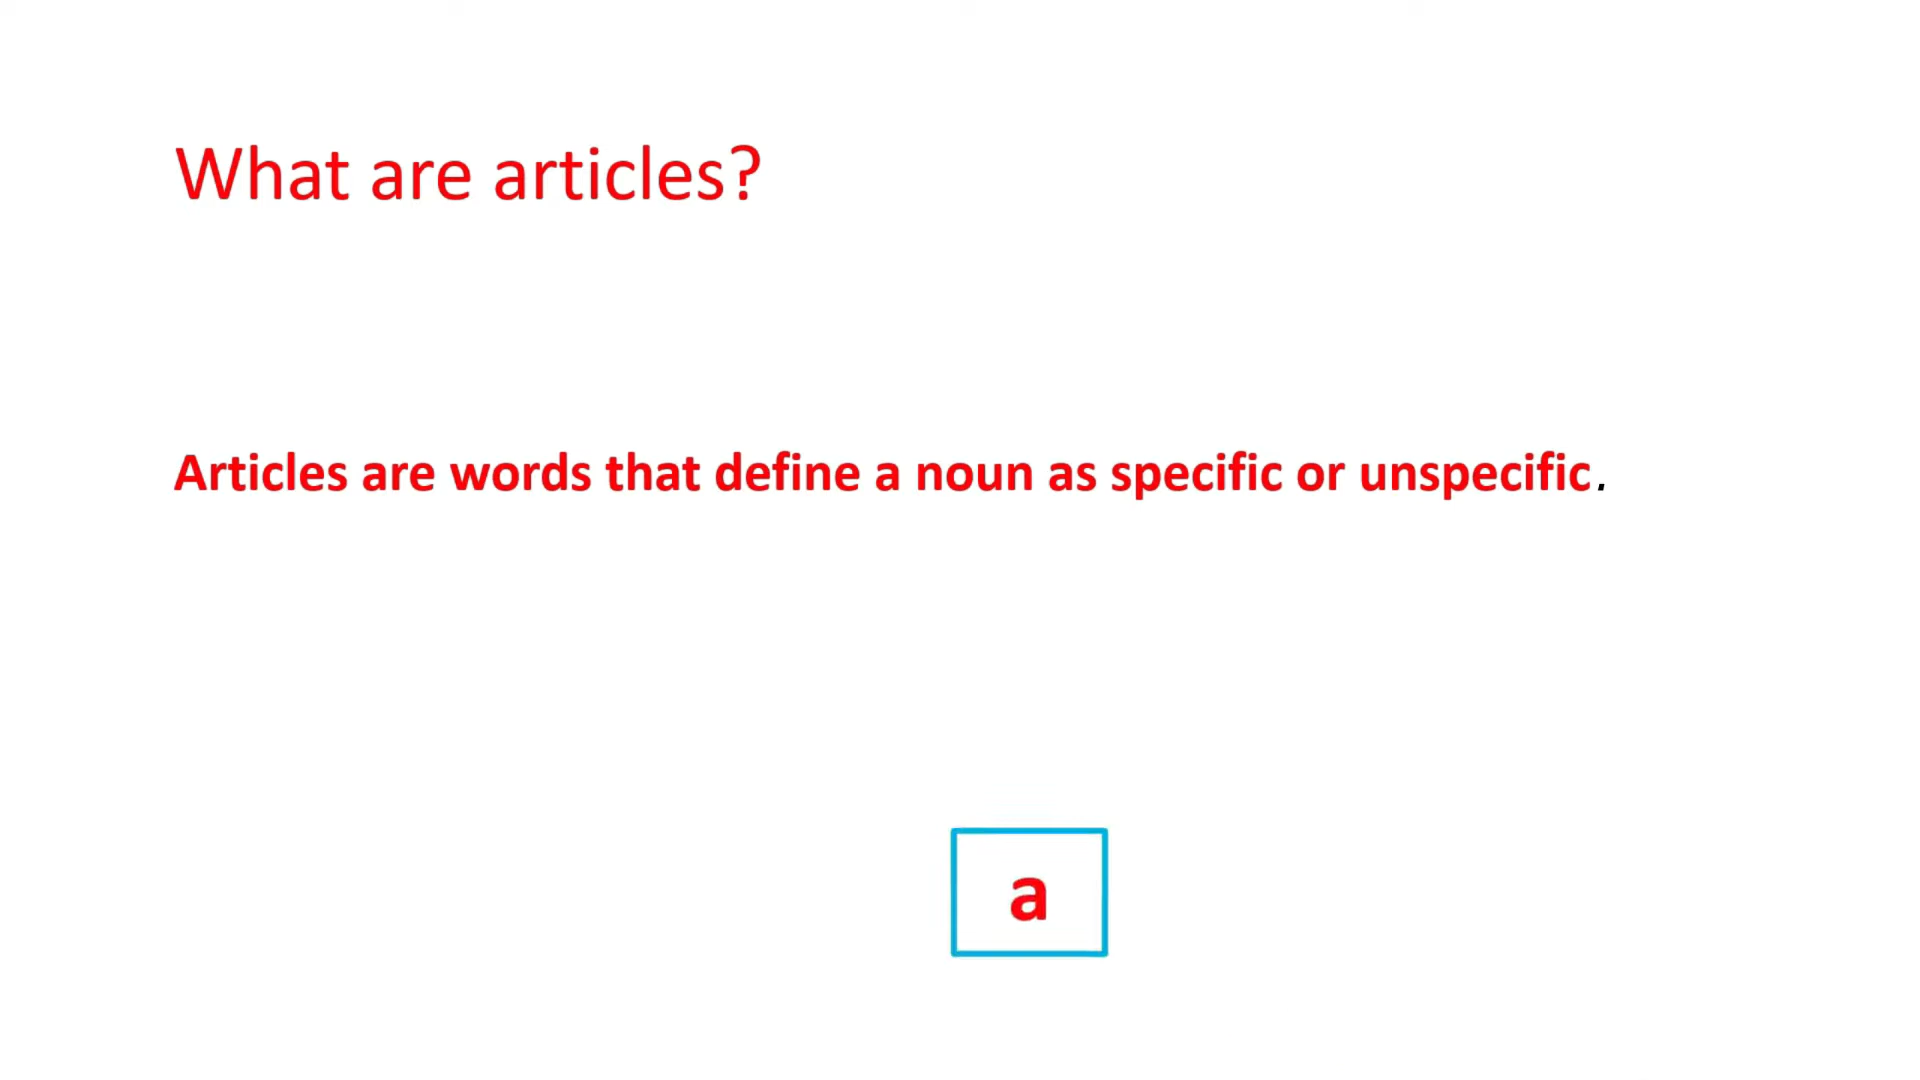 What are articles?
Articles are words that define a noun as specific or unspecific.
a